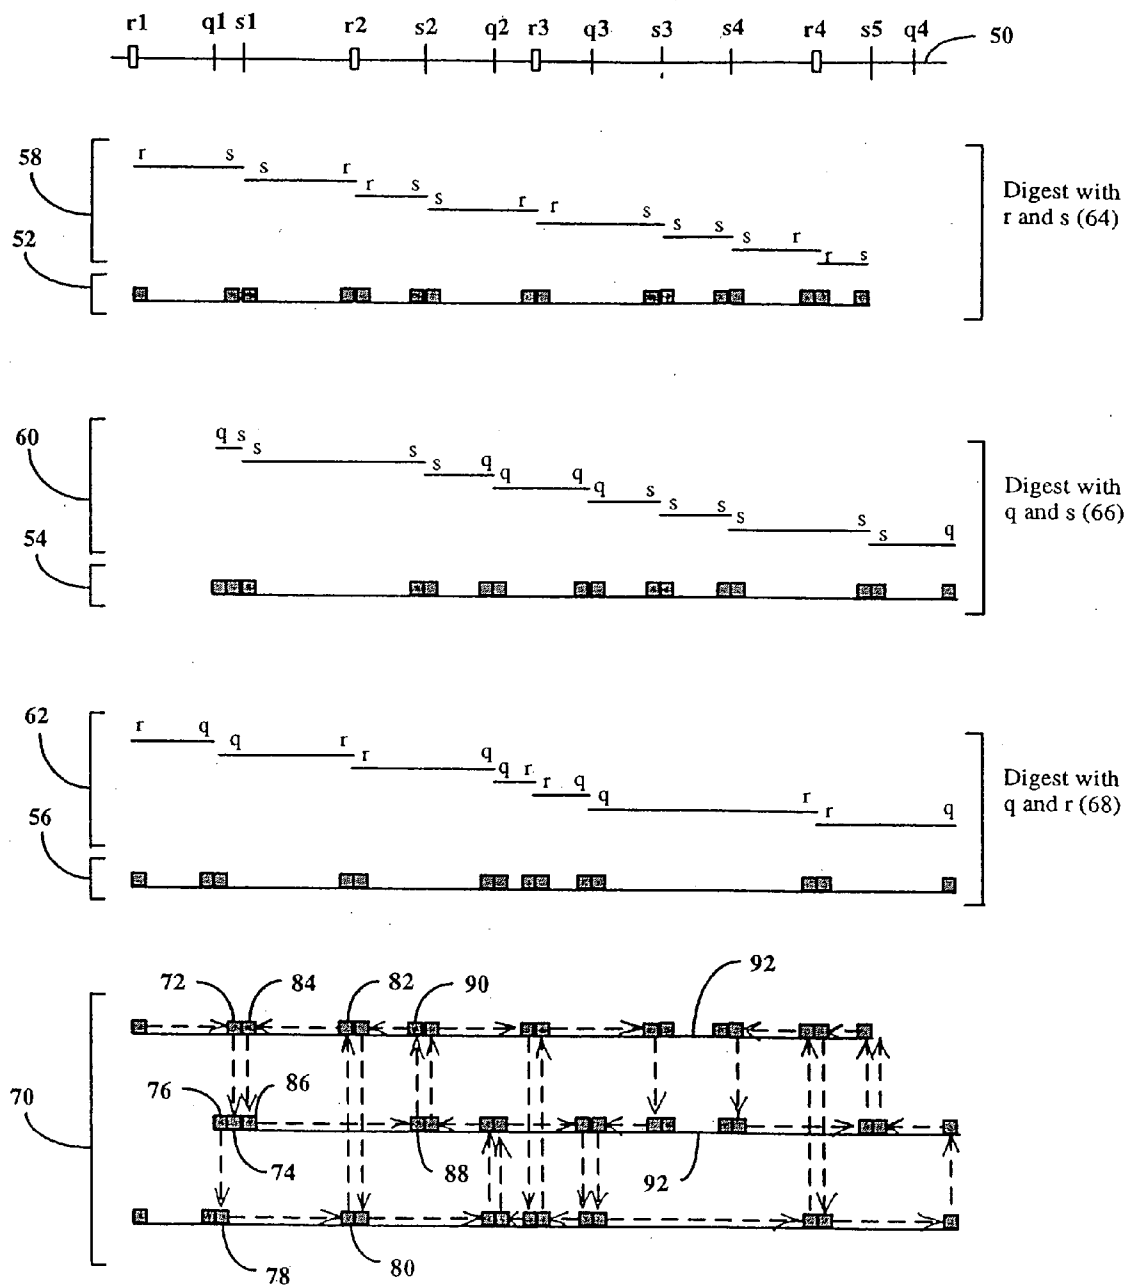 r1 q1 s1 r2 s2 q2 r3 q3 s3 s4 r4 s5 q4
50
58
r s
s r
r s
s r
r s
s s
s r
r s
Digest with
r and s (64)
52
60
q s
s s
s q
q q
q s
s s
s s
s q
Digest with
q and s (66)
54
62
r q
q r
r q
q r
r q
q r
r q
Digest with
q and r (68)
56
72 84 82 90 92
76 86
70
74 88 92
78 80